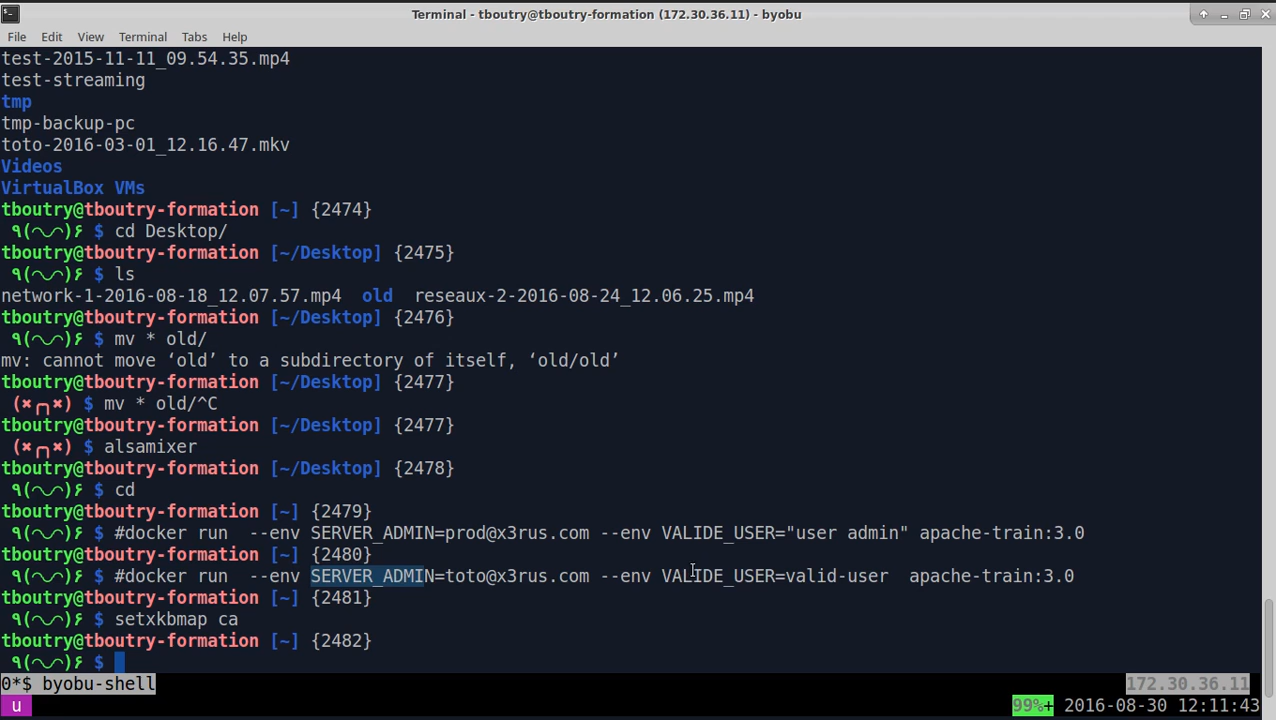 Terminal - tboutry@tboutry-formation (172.30.36.11) - byobu
File Edit View Terminal Tabs Help
test-2015-11-11_09.54.35.mp4
test-streaming
tmp
tmp-backup-pc
toto-2016-03-01_12.16.47.mkv
Videos
VirtualBox VMs
tboutry@tboutry-formation [~] {2474}
٩(◠◡◠)۶ $ cd Desktop/
tboutry@tboutry-formation [~/Desktop] {2475}
٩(◠◡◠)۶ $ ls
network-1-2016-08-18_12.07.57.mp4  old  reseaux-2-2016-08-24_12.06.25.mp4
tboutry@tboutry-formation [~/Desktop] {2476}
٩(◠◡◠)۶ $ mv * old/
mv: cannot move ‘old’ to a subdirectory of itself, ‘old/old’
tboutry@tboutry-formation [~/Desktop] {2477}
(✖╭╮✖) $ mv * old/^C
tboutry@tboutry-formation [~/Desktop] {2477}
(✖╭╮✖) $ alsamixer
tboutry@tboutry-formation [~/Desktop] {2478}
٩(◠◡◠)۶ $ cd
tboutry@tboutry-formation [~] {2479}
٩(◠◡◠)۶ $ #docker run  --env SERVER_ADMIN=prod@x3rus.com --env VALIDE_USER="user admin" apache-train:3.0
tboutry@tboutry-formation [~] {2480}
٩(◠◡◠)۶ $ #docker run  --env SERVER_ADMIN=toto@x3rus.com --env VALIDE_USER=valid-user  apache-train:3.0
tboutry@tboutry-formation [~] {2481}
٩(◠◡◠)۶ $ setxkbmap ca
tboutry@tboutry-formation [~] {2482}
٩(◠◡◠)۶ $
0*$ byobu-shell 172.30.36.11
u 99%+ 2016-08-30 12:11:43